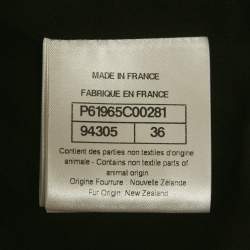 MADE IN FRANCE
FABRIQUE EN FRANCE
P61965C00281
94305 36
Contient des parties non textiles d'origine
animale - Contains non textile parts of
animal origin
Origine Fourrure : Nouvelle Zélande
Fur Origin: New Zealand